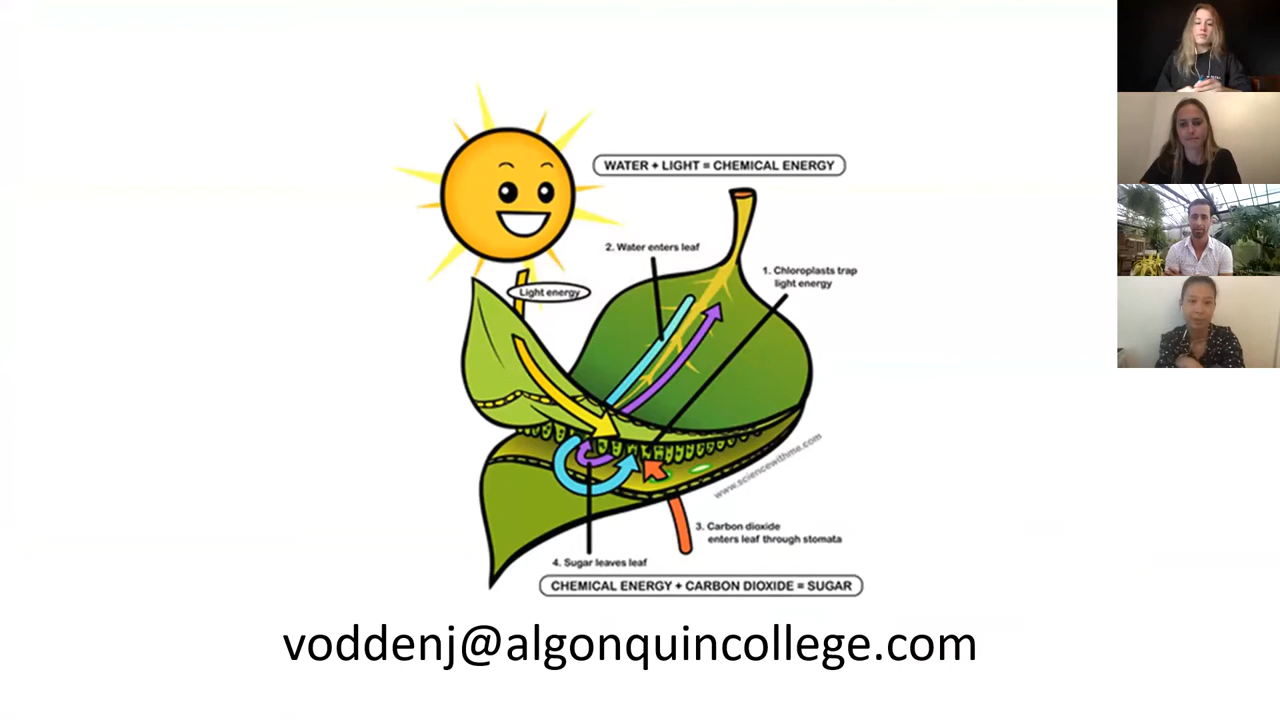 WATER + LIGHT = CHEMICAL ENERGY
2. Water enters leaf
1. Chloroplasts trap
light energy
Light energy
www.sciencewithme.com
3. Carbon dioxide
enters leaf through stomata
4. Sugar leaves leaf
CHEMICAL ENERGY + CARBON DIOXIDE = SUGAR
voddenj@algonquincollege.com